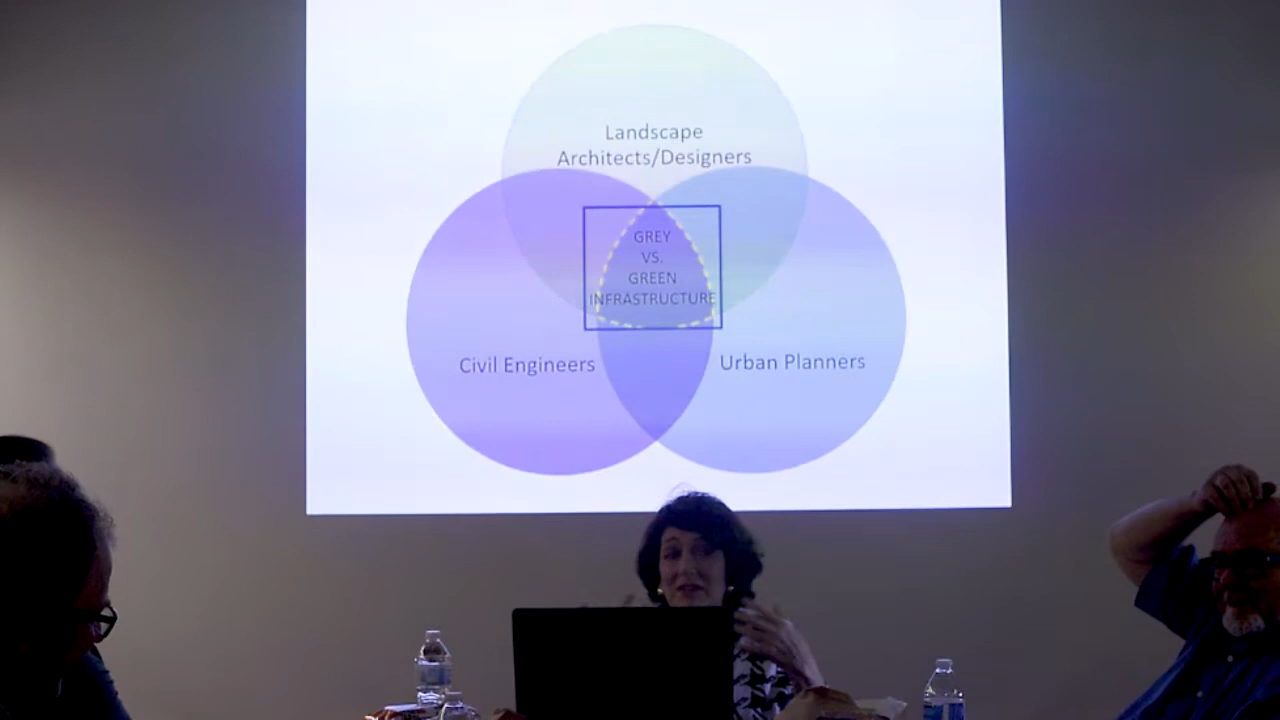 Landscape
Architects/Designers
GREY
VS.
GREEN
INFRASTRUCTURE
Civil Engineers
Urban Planners